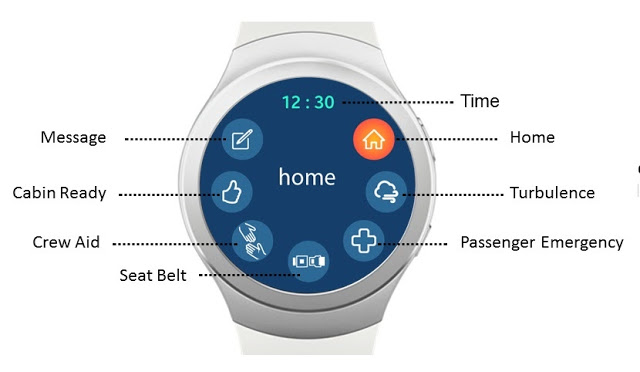 12:30
Time
Message
Home
home
Cabin Ready
Turbulence
Crew Aid
Passenger Emergency
Seat Belt